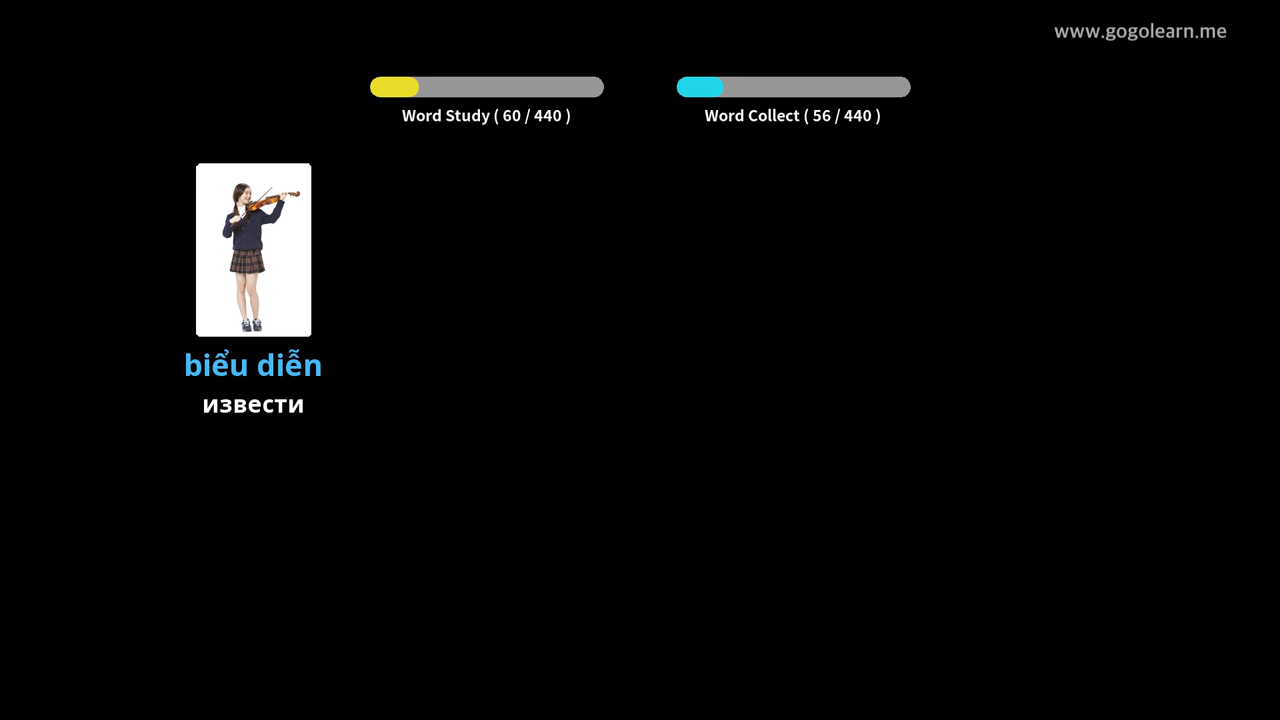 www.gogolearn.me
Word Study ( 60 / 440 )
Word Collect ( 56 / 440 )
biểu diễn
извести